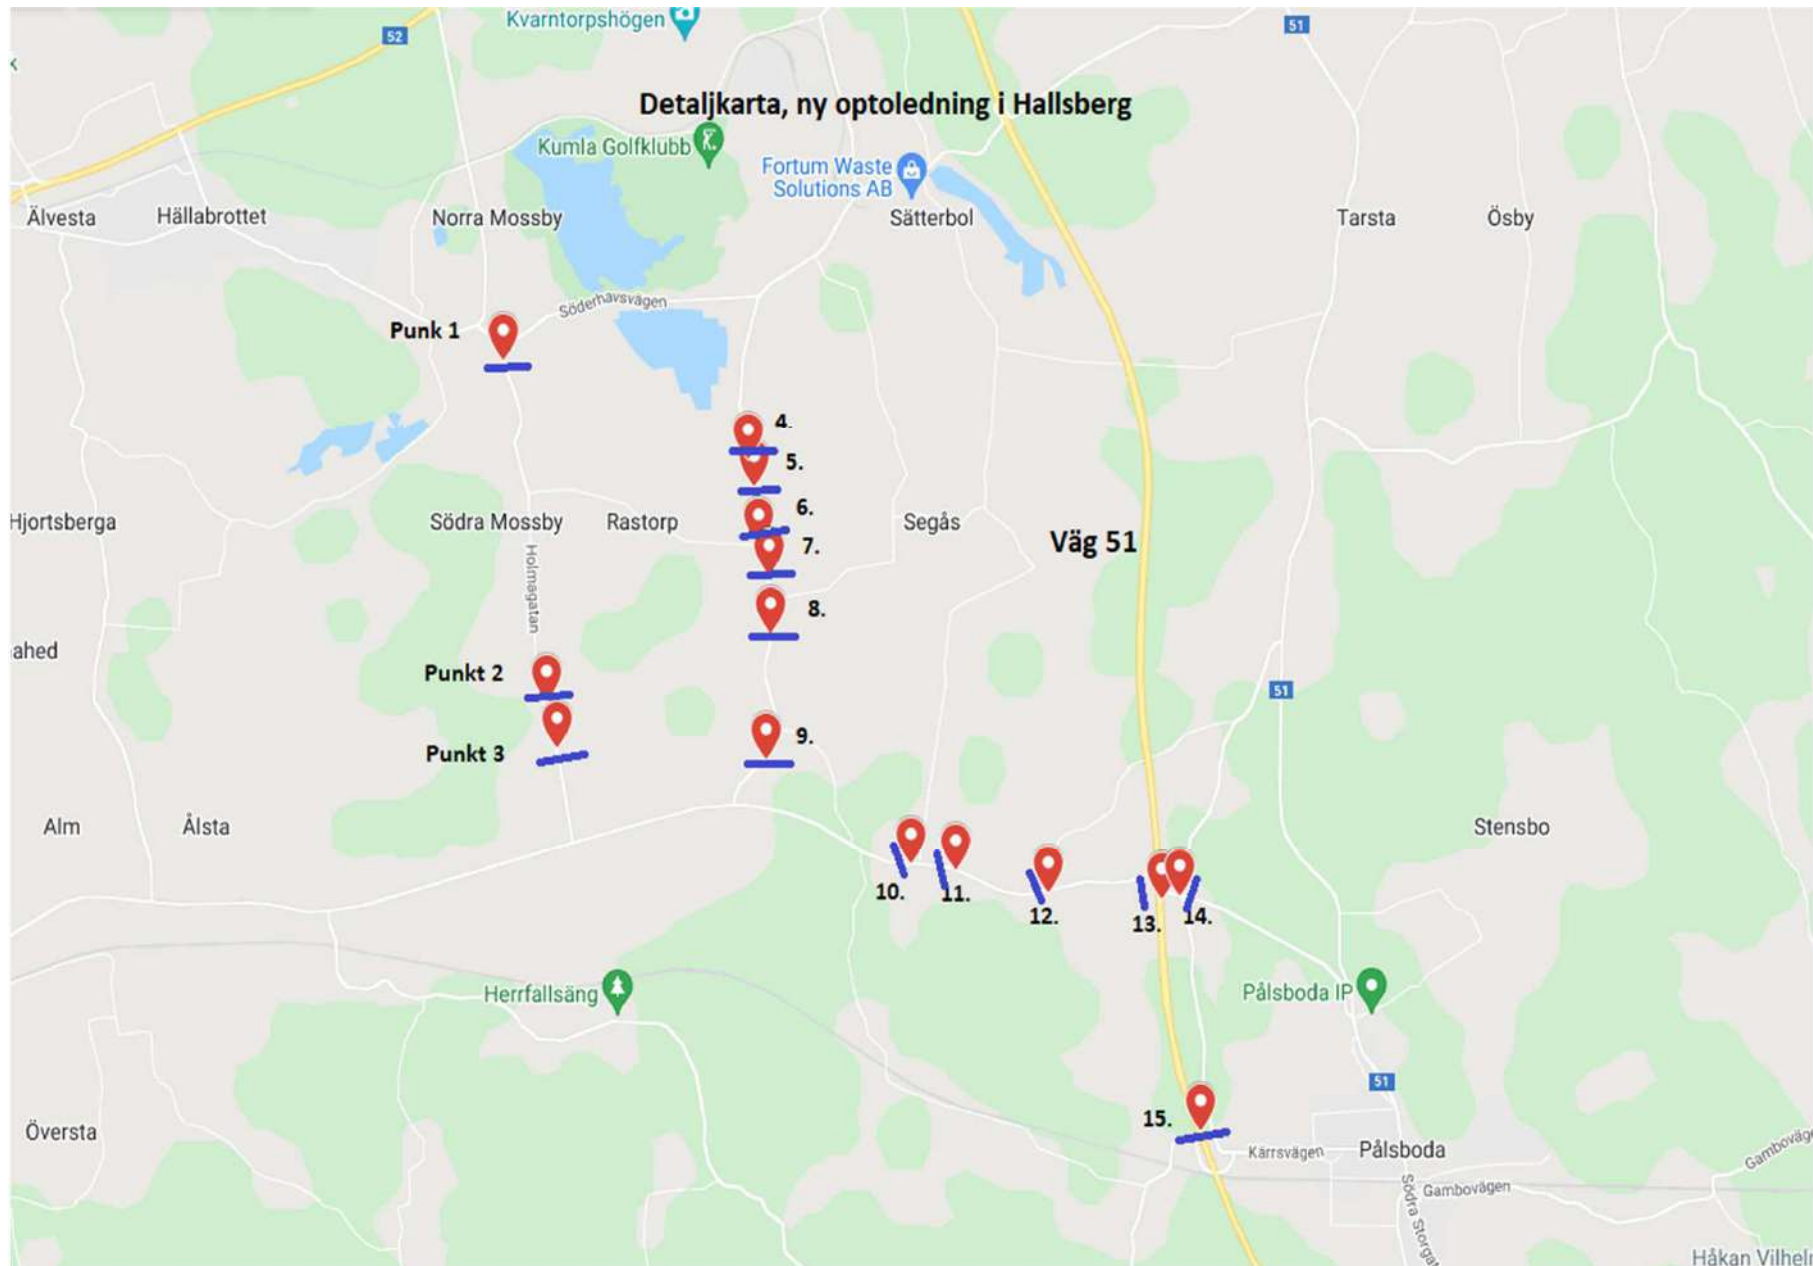 Kvarntorpshögen
51
52
k
Detaljkarta, ny optoledning i Hallsberg
Kumla Golfklubb
Fortum Waste
Solutions AB
Älvesta
Hällabrottet
Norra Mossby
Sätterbol
Tarsta
Ösby
Söderhavsvägen
Punk 1
4.
5.
6.
Hjortsberga
Södra Mossby
Rastorp
Segås
7.
Väg 51
Holmagatan
8.
ahed
Punkt 2
51
9.
Punkt 3
Alm
Ålsta
Stensbo
10.
11.
12.
13.
14.
Herrfallsäng
Pålsboda IP
51
15.
Översta
Kärrsvägen
Pålsboda
Gambovägen
Gambovägen
Södra Storgat
Håkan Vilhelm